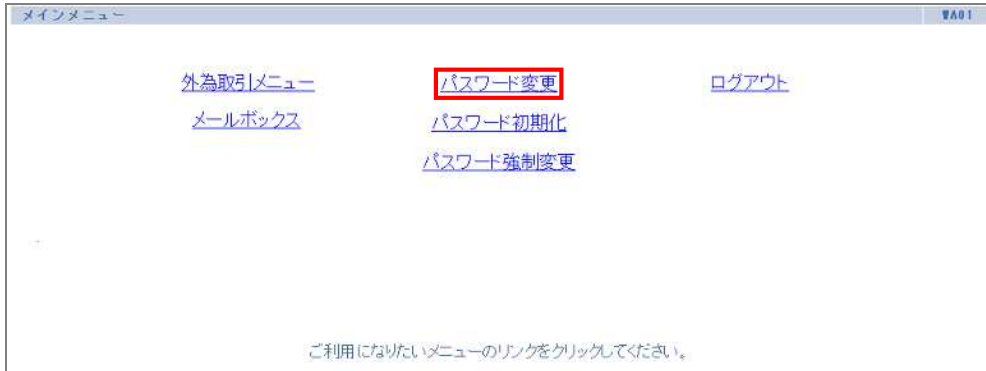 メインメニュー WA01
外為取引メニュー パスワード変更 ログアウト
メールボックス パスワード初期化
パスワード強制変更
ご利用になりたいメニューのリンクをクリックしてください。